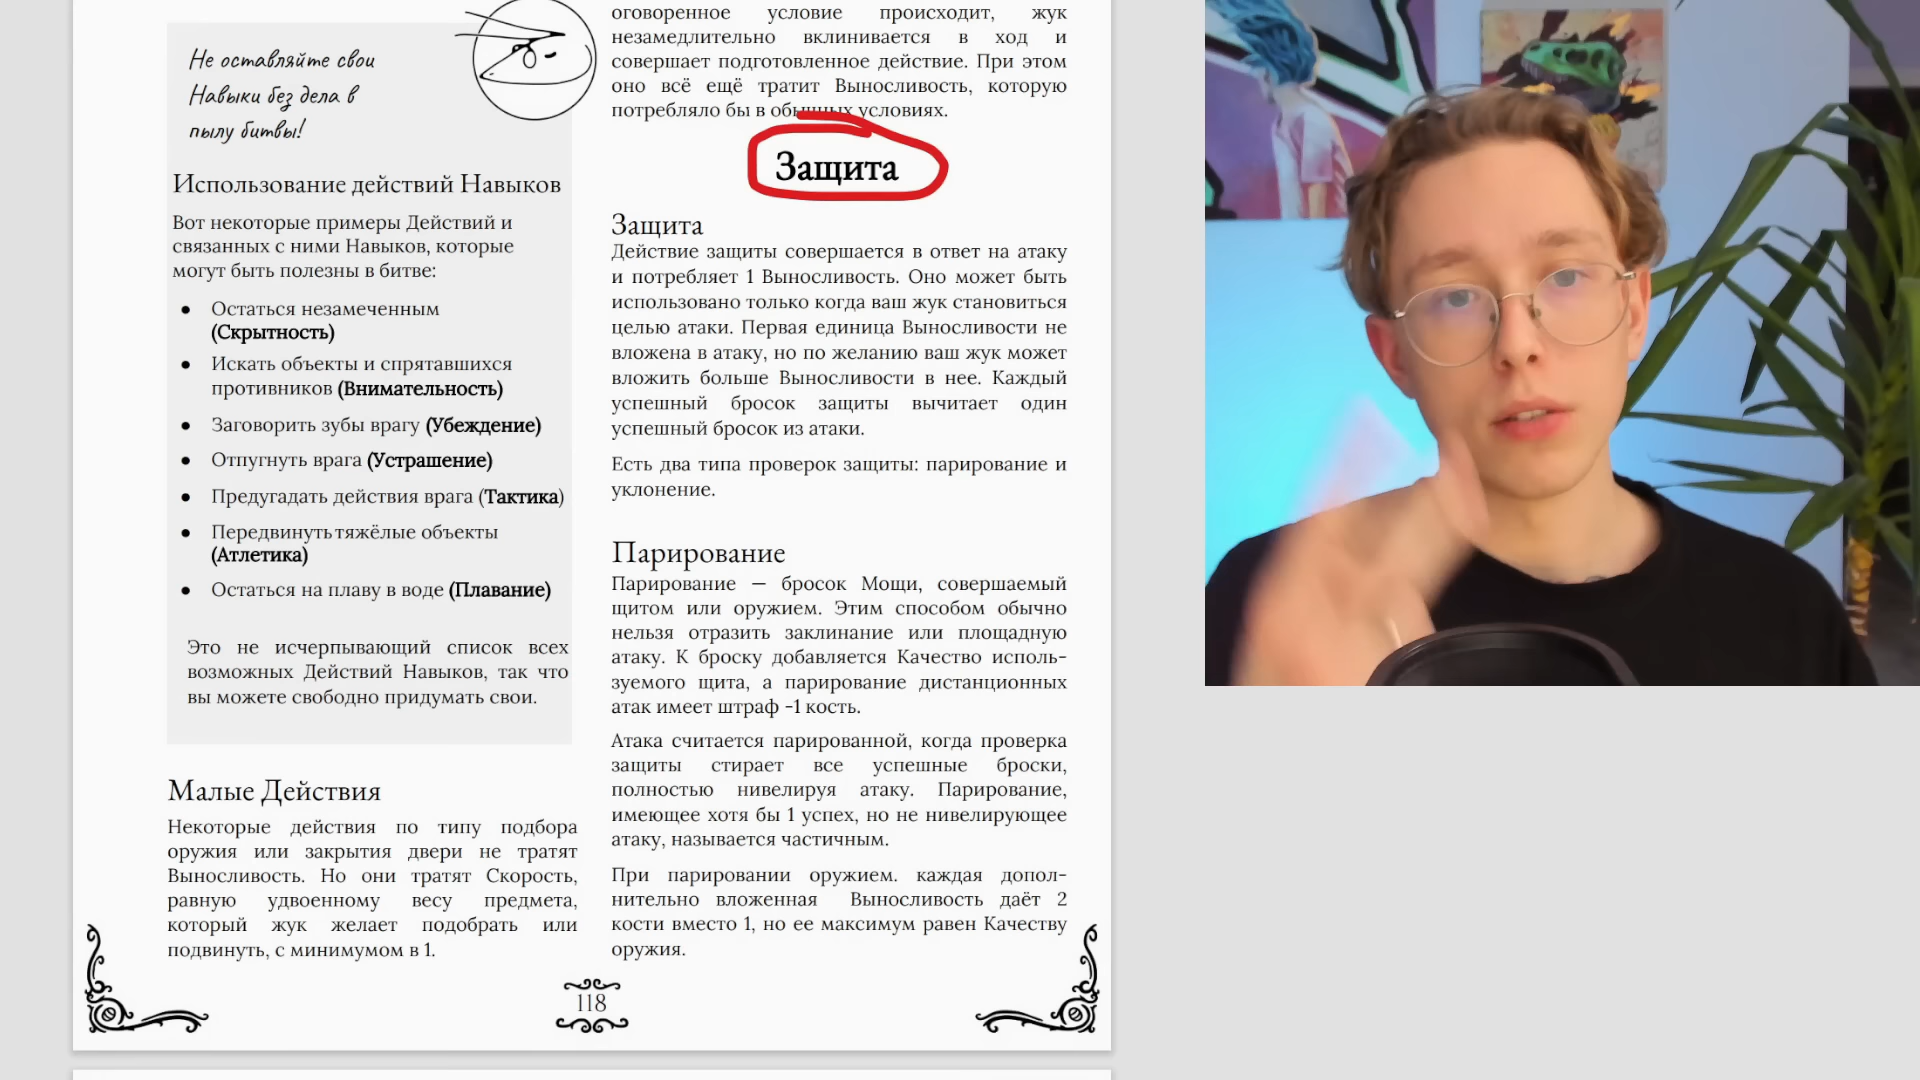 Не оставляйте свои
Навыки без дела в
пылу битвы!
Использование действий Навыков
Вот некоторые примеры Действий и
связанных с ними Навыков, которые
могут быть полезны в битве:
● Остаться незамеченным
(Скрытность)
● Искать объекты и спрятавшихся
противников (Внимательность)
● Заговорить зубы врагу (Убеждение)
● Отпугнуть врага (Устрашение)
● Предугадать действия врага (Тактика)
● Передвинуть тяжёлые объекты
(Атлетика)
● Остаться на плаву в воде (Плавание)
Это не исчерпывающий список всех
возможных Действий Навыков, так что
вы можете свободно придумать свои.
Малые Действия
Некоторые действия по типу подбора
оружия или закрытия двери не тратят
Выносливость. Но они тратят Скорость,
равную удвоенному весу предмета,
который жук желает подобрать или
подвинуть, с минимумом в 1.
оговоренное условие происходит, жук
незамедлительно вклинивается в ход и
совершает подготовленное действие. При этом
оно всё ещё тратит Выносливость, которую
потребляло бы в обычных условиях.
Защита
Защита
Действие защиты совершается в ответ на атаку
и потребляет 1 Выносливость. Оно может быть
использовано только когда ваш жук становиться
целью атаки. Первая единица Выносливости не
вложена в атаку, но по желанию ваш жук может
вложить больше Выносливости в нее. Каждый
успешный бросок защиты вычитает один
успешный бросок из атаки.
Есть два типа проверок защиты: парирование и
уклонение.
Парирование
Парирование — бросок Мощи, совершаемый
щитом или оружием. Этим способом обычно
нельзя отразить заклинание или площадную
атаку. К броску добавляется Качество исполь-
зуемого щита, а парирование дистанционных
атак имеет штраф -1 кость.
Атака считается парированной, когда проверка
защиты стирает все успешные броски,
полностью нивелируя атаку. Парирование,
имеющее хотя бы 1 успех, но не нивелирующее
атаку, называется частичным.
При парировании оружием. каждая допол-
нительно вложенная Выносливость даёт 2
кости вместо 1, но ее максимум равен Качеству
оружия.
118